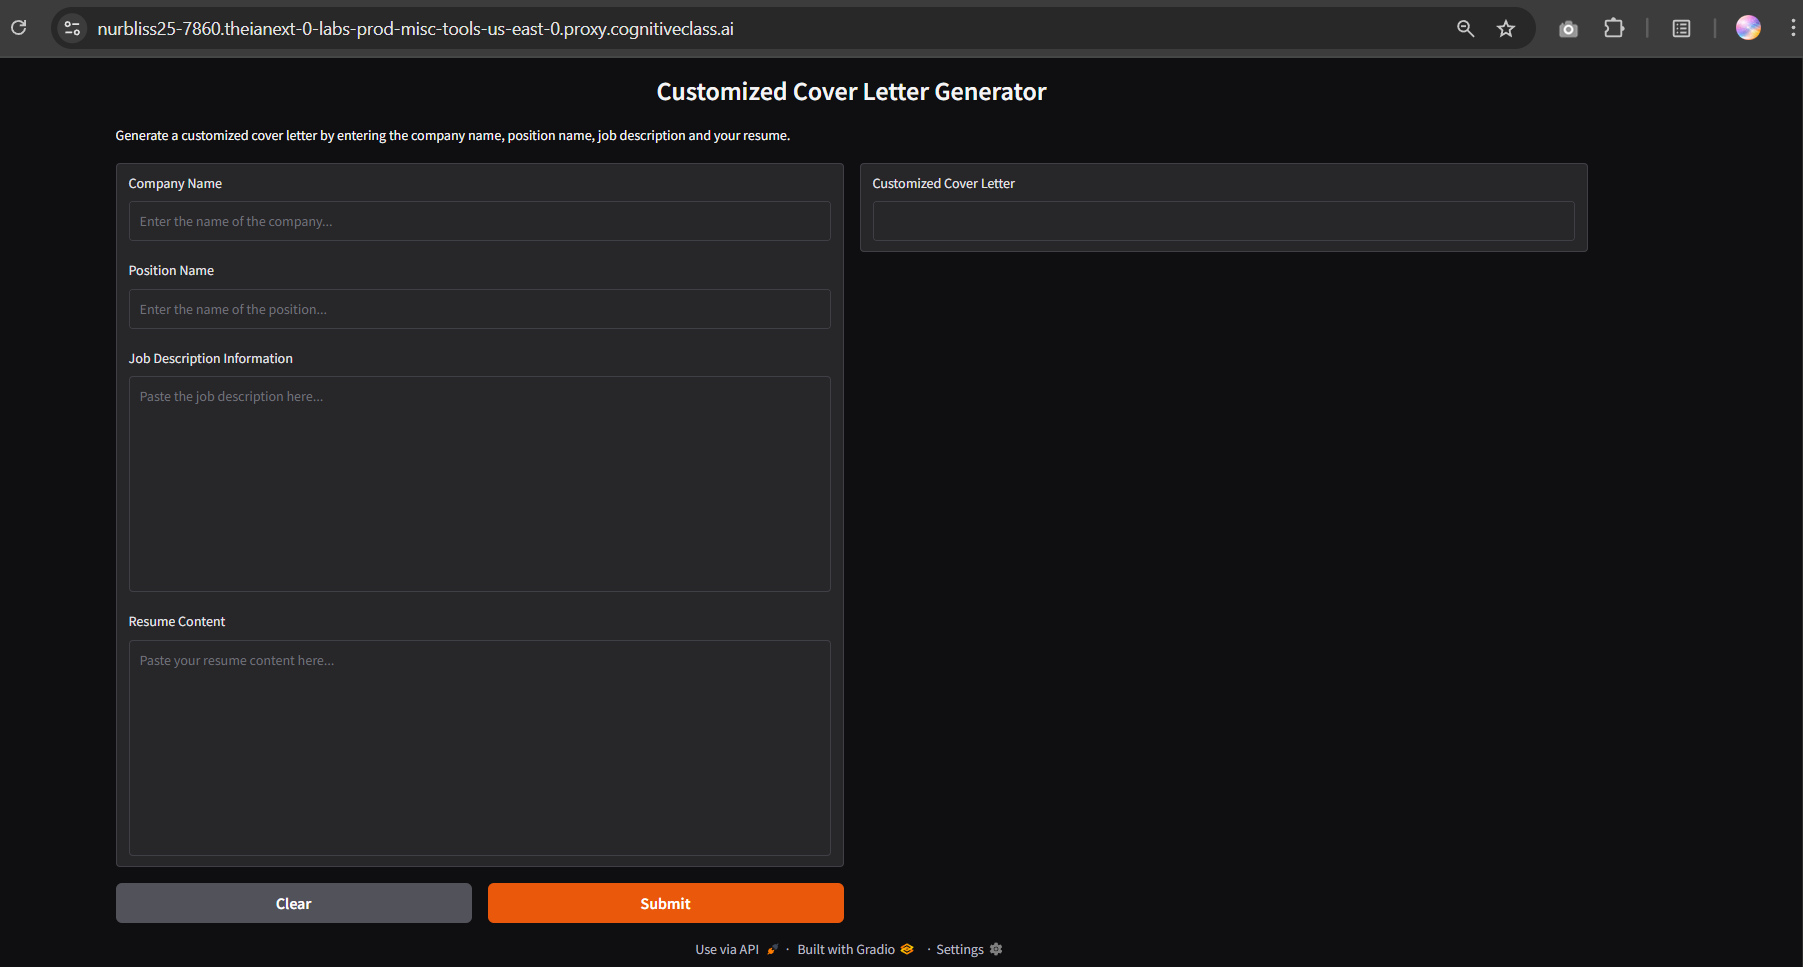 nurbliss25-7860.theianext-0-labs-prod-misc-tools-us-east-0.proxy.cognitiveclass.ai
Customized Cover Letter Generator
Generate a customized cover letter by entering the company name, position name, job description and your resume.
Company Name
Enter the name of the company...
Position Name
Enter the name of the position...
Job Description Information
Paste the job description here...
Resume Content
Paste your resume content here...
Clear
Submit
Customized Cover Letter
Use via API · Built with Gradio · Settings